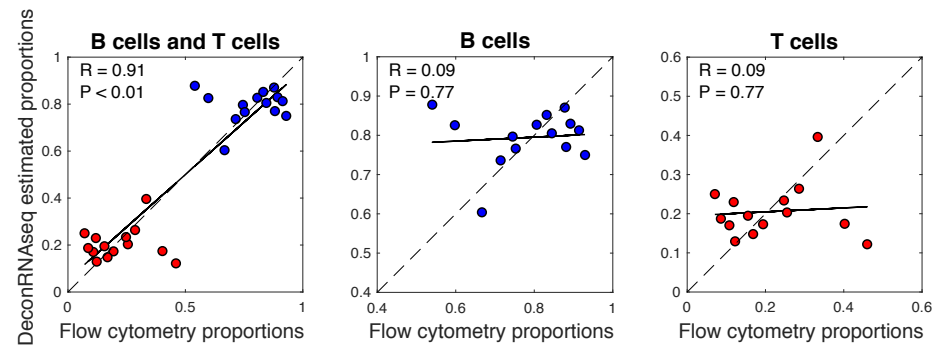 DeconRNAseq estimated proportions
B cells and T cells
R = 0.91
P < 0.01
1
0.8
0.6
0.4
0.2
0
0
0.5
1
Flow cytometry proportions
B cells
R = 0.09
P = 0.77
1
0.9
0.8
0.7
0.6
0.5
0.4
0.4
0.6
0.8
1
Flow cytometry proportions
T cells
R = 0.09
P = 0.77
0.6
0.5
0.4
0.3
0.2
0.1
0
0
0.2
0.4
0.6
Flow cytometry proportions